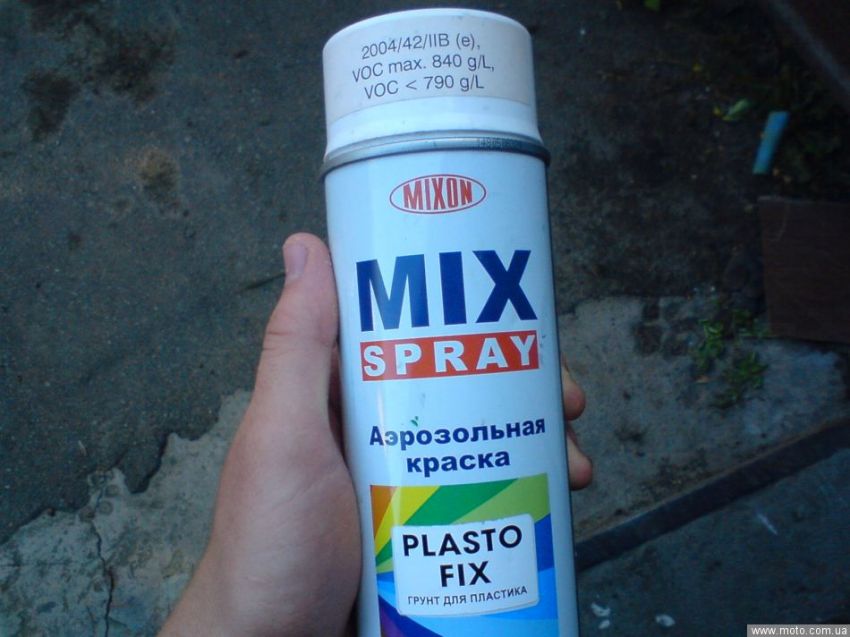 2004/42/IIB (e),
VOC max. 840 g/L,
VOC < 790 g/L
MIXON
MIX
SPRAY
Аэрозольная
краска
PLASTO
FIX
ГРУНТ ДЛЯ ПЛАСТИКА
www.moto.com.ua